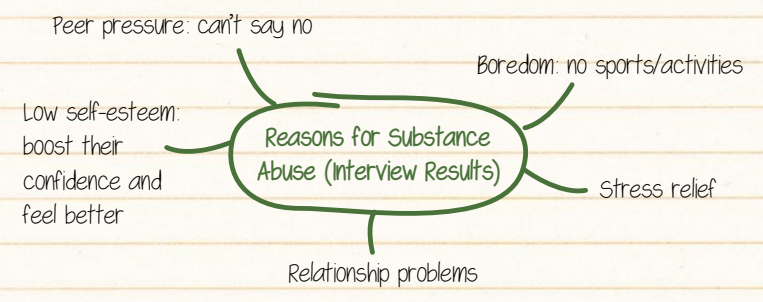 Peer pressure: can't say no
Boredom: no sports/activities
Low self-esteem:
boost their
confidence and
feel better
Reasons for Substance
Abuse (Interview Results)
Stress relief
Relationship problems